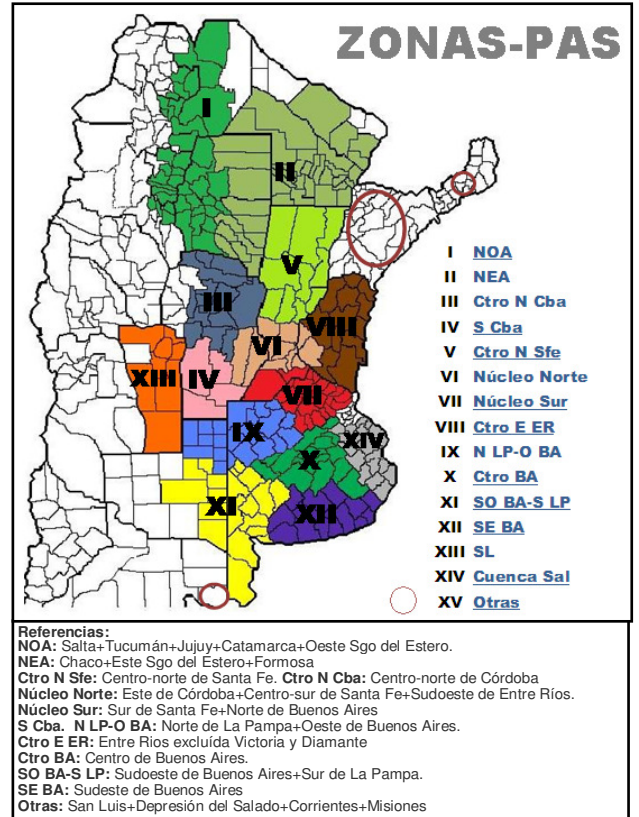 ZONAS-PAS
I
II
III
IV
V
VI
VII
VIII
IX
X
XI
XII
XIII
XIV
I NOA
II NEA
III Ctro N Cba
IV S Cba
V Ctro N Sfe
VI Núcleo Norte
VII Núcleo Sur
VIII Ctro E ER
IX N LP-O BA
X Ctro BA
XI SO BA-S LP
XII SE BA
XIII SL
XIV Cuenca Sal
XV Otras
Referencias:
NOA: Salta+Tucumán+Jujuy+Catamarca+Oeste Sgo del Estero.
NEA: Chaco+Este Sgo del Estero+Formosa
Ctro N Sfe: Centro-norte de Santa Fe. Ctro N Cba: Centro-norte de Córdoba
Núcleo Norte: Este de Córdoba+Centro-sur de Santa Fe+Sudoeste de Entre Ríos.
Núcleo Sur: Sur de Santa Fe+Norte de Buenos Aires
S Cba. N LP-O BA: Norte de La Pampa+Oeste de Buenos Aires.
Ctro E ER: Entre Rios excluída Victoria y Diamante
Ctro BA: Centro de Buenos Aires.
SO BA-S LP: Sudoeste de Buenos Aires+Sur de La Pampa.
SE BA: Sudeste de Buenos Aires
Otras: San Luis+Depresión del Salado+Corrientes+Misiones